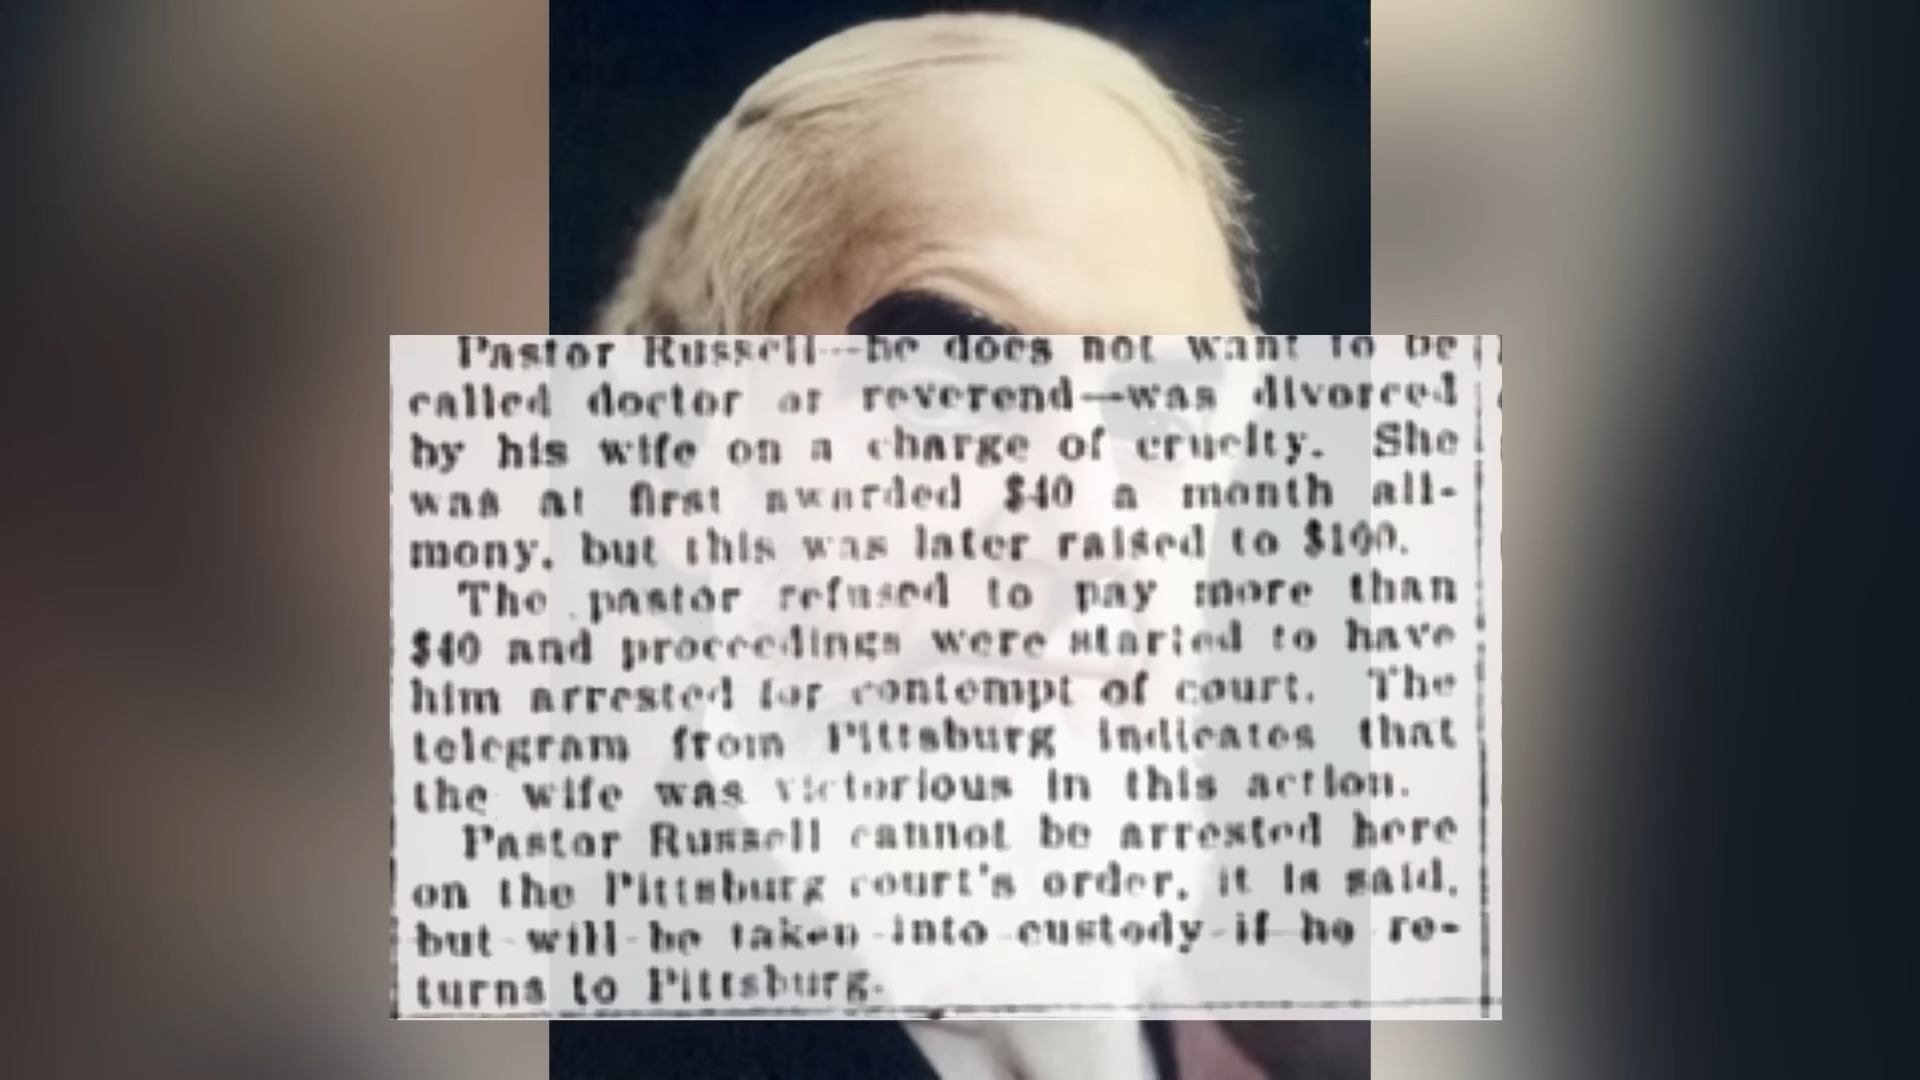 Pastor Russell—he does not want to be
called doctor or reverend—was divorced
by his wife on a charge of cruelty. She
was at first awarded $40 a month ali-
mony, but this was later raised to $100.
The pastor refused to pay more than
$40 and proceedings were started to have
him arrested for contempt of court. The
telegram from Pittsburg indicates that
the wife was victorious in this action.
Pastor Russell cannot be arrested here
on the Pittsburg court's order, it is said,
but will be taken into custody if he re-
turns to Pittsburg.